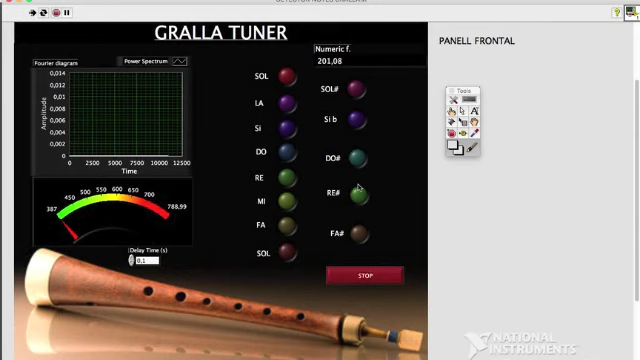 GRALLA TUNER
PANELL FRONTAL
Numeric f.
201,08
Fourier diagram
Power Spectrum
0,014
0,012
0,01
0,008
0,006
0,004
0,002
0
Amplitude
0 2500 5000 7500 10000 12500
Time
387
450
500
550
600
650
700
788,99
Delay Time (s)
0,1
SOL
LA
Si
DO
RE
MI
FA
SOL
SOL#
Si b
DO#
RE#
FA#
STOP
Tools
NATIONAL
INSTRUMENTS